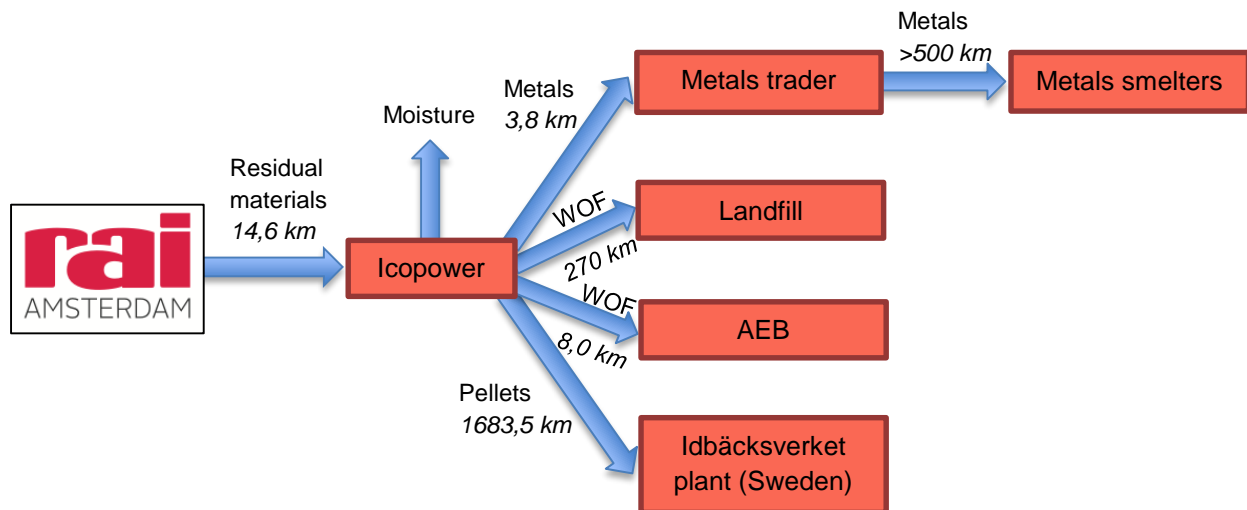 Metals
>500 km
Metals trader
Metals smelters
Metals
3,8 km
Moisture
Residual
materials
14,6 km
rai
AMSTERDAM
Icopower
WOF
270 km
Landfill
WOF
8,0 km
AEB
Pellets
1683,5 km
Idbäcksverket
plant (Sweden)